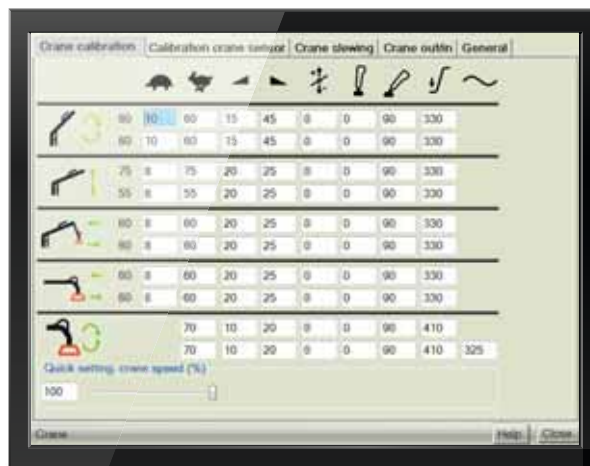 Crane calibration Calibration crane sensor Crane slewing Crane out/in General
60 10 60 15 45 0 0 90 330
60 10 60 15 45 0 0 90 330
75 8 75 20 25 0 0 90 330
55 8 55 20 25 0 0 90 330
60 8 60 20 25 0 0 90 330
60 8 60 20 25 0 0 90 330
60 8 60 20 25 0 0 90 330
60 8 60 20 25 0 0 90 330
70 10 20 0 0 90 410
70 10 20 0 0 90 410 325
Quick setting, crane speed (%)
100
Crane Help Close